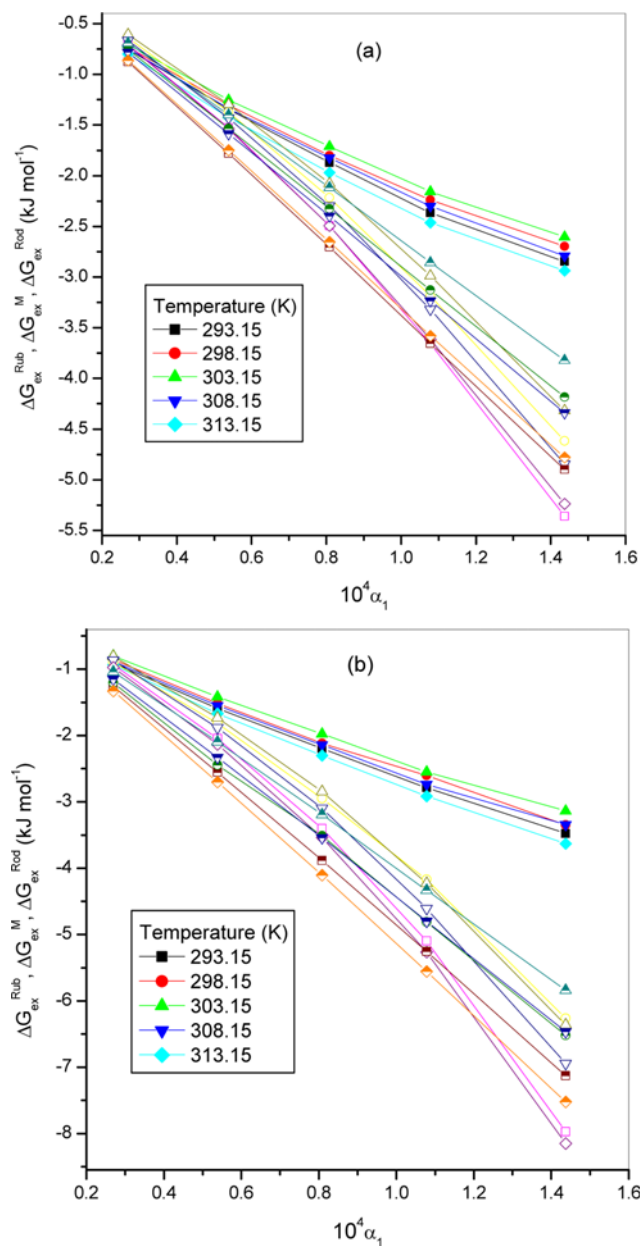 (a)
-0.5
-1.0
-1.5
-2.0
-2.5
-3.0
-3.5
-4.0
-4.5
-5.0
-5.5
ΔG_ex^Rub, ΔG_ex^M, ΔG_ex^Rod (kJ mol⁻¹)
Temperature (K)
293.15
298.15
303.15
308.15
313.15
0.2 0.4 0.6 0.8 1.0 1.2 1.4 1.6
10⁴α₁
(b)
-1
-2
-3
-4
-5
-6
-7
-8
ΔG_ex^Rub, ΔG_ex^M, ΔG_ex^Rod (kJ mol⁻¹)
Temperature (K)
293.15
298.15
303.15
308.15
313.15
0.2 0.4 0.6 0.8 1.0 1.2 1.4 1.6
10⁴α₁